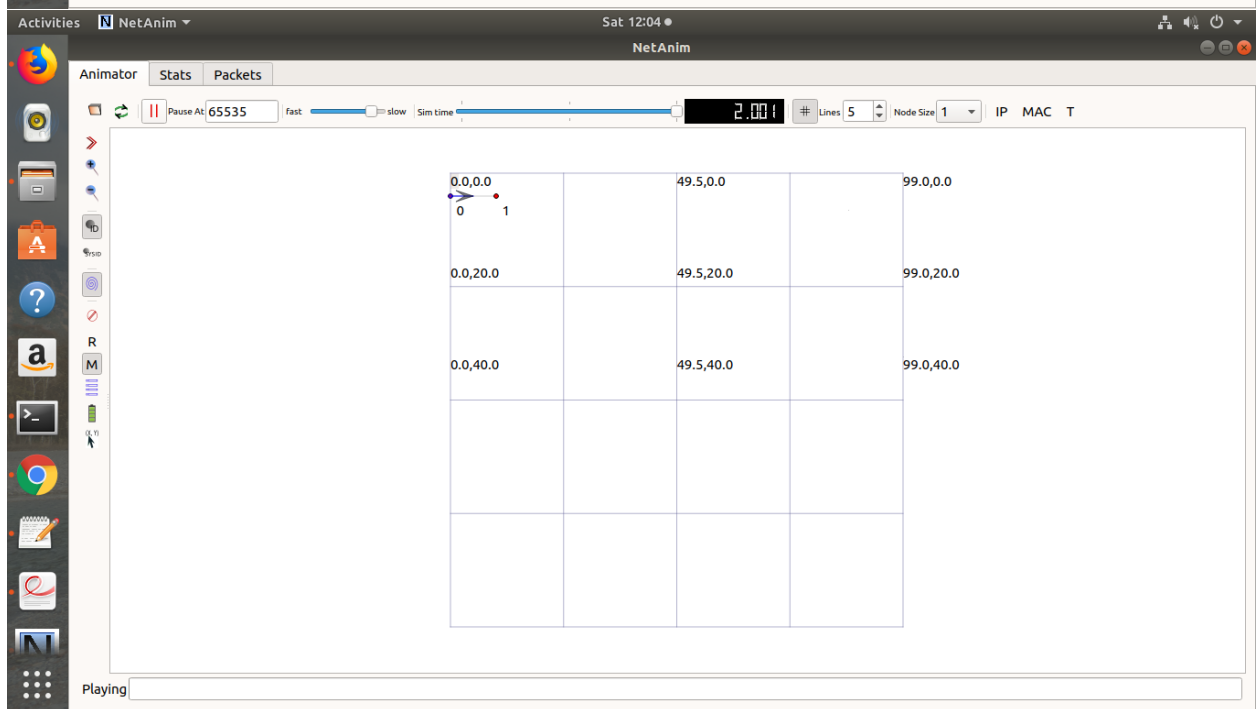 Activities NetAnim Sat 12:04
NetAnim
Animator Stats Packets
Pause At 65535 fast slow Sim time 2.001 # Lines 5 Node Size 1 IP MAC T
ID
SYSID
R
M
(X, Y)
0.0,0.0 49.5,0.0 99.0,0.0
0 1
0.0,20.0 49.5,20.0 99.0,20.0
0.0,40.0 49.5,40.0 99.0,40.0
Playing